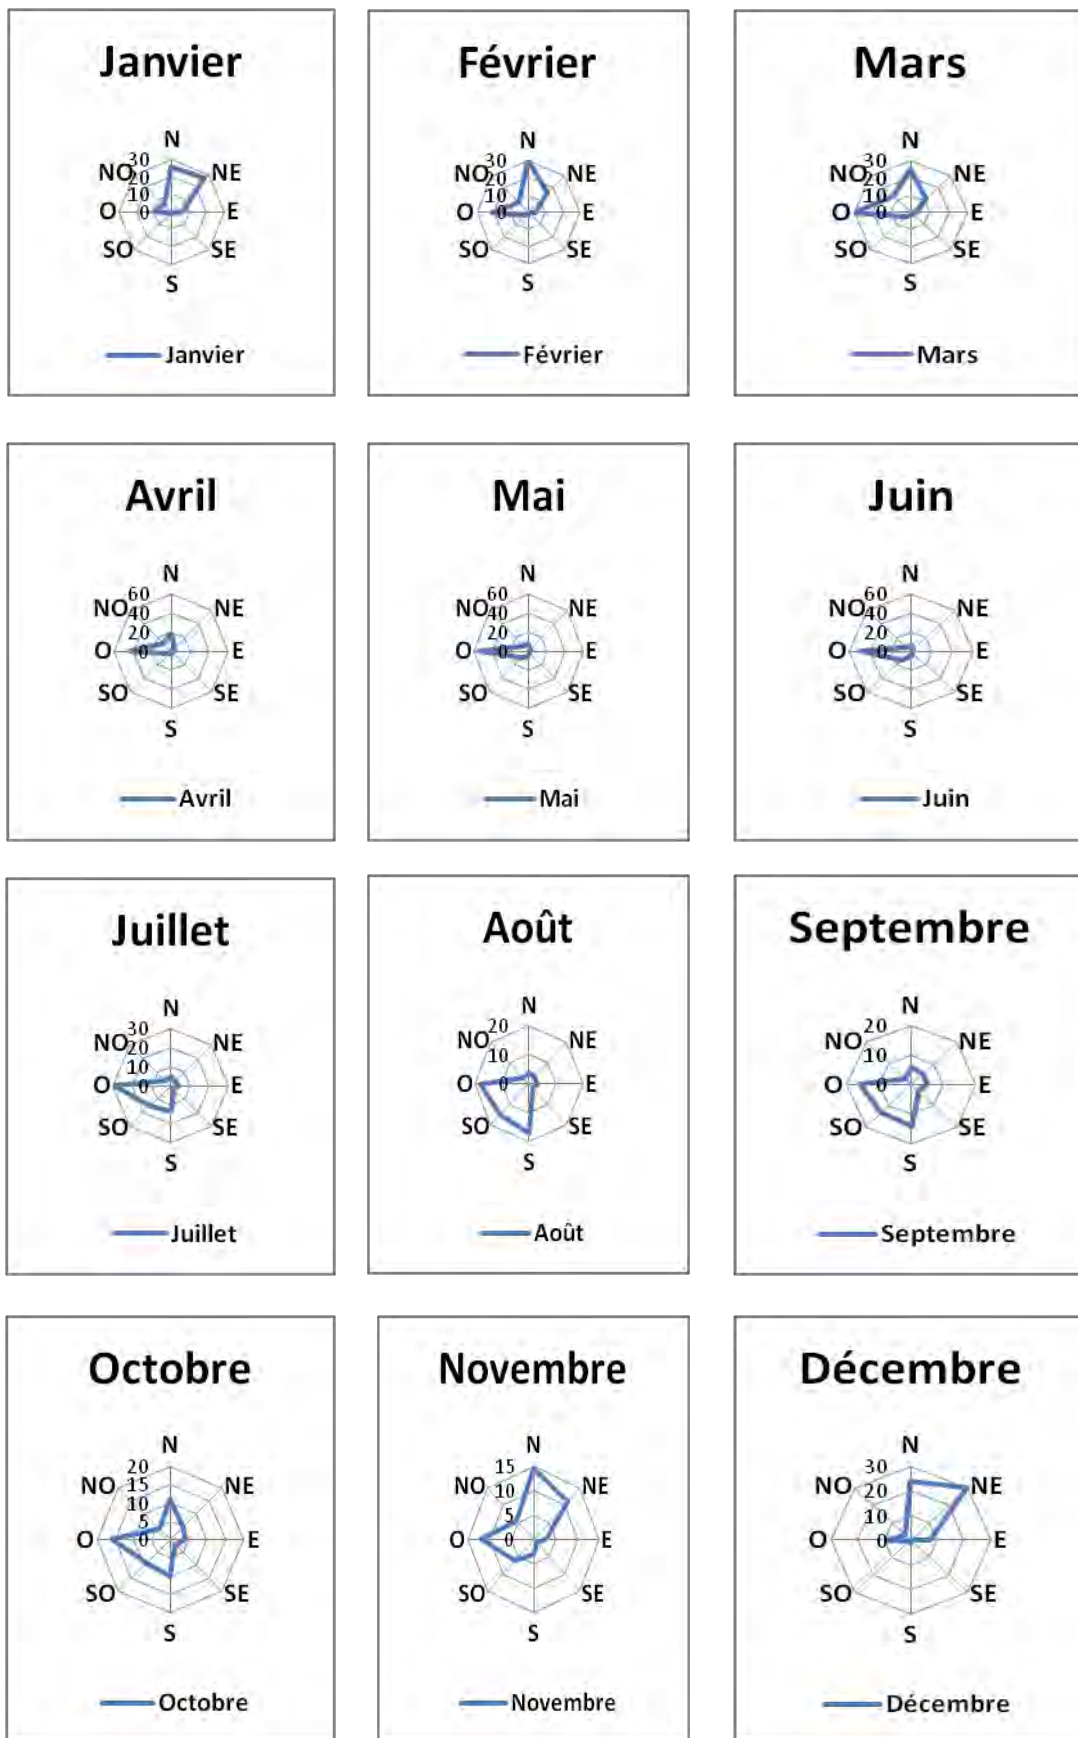 Janvier
N
30
NO
20
NE
10
O
0
E
SO
SE
S
Janvier
Février
N
30
NO
20
NE
10
O
0
E
SO
SE
S
Février
Mars
N
30
NO
20
NE
10
O
0
E
SO
SE
S
Mars
Avril
N
60
NO
40
NE
20
O
0
E
SO
SE
S
Avril
Mai
N
60
NO
40
NE
20
O
0
E
SO
SE
S
Mai
Juin
N
60
NO
40
NE
20
O
0
E
SO
SE
S
Juin
Juillet
N
30
NO
20
NE
10
O
0
E
SO
SE
S
Juillet
Août
N
20
NO
NE
10
O
0
E
SO
SE
S
Août
Septembre
N
20
NO
NE
10
O
0
E
SO
SE
S
Septembre
Octobre
N
20
NO
15
NE
10
5
O
0
E
SO
SE
S
Octobre
Novembre
N
15
NO
10
NE
5
O
0
E
SO
SE
S
Novembre
Décembre
N
30
NO
20
NE
10
O
0
E
SO
SE
S
Décembre